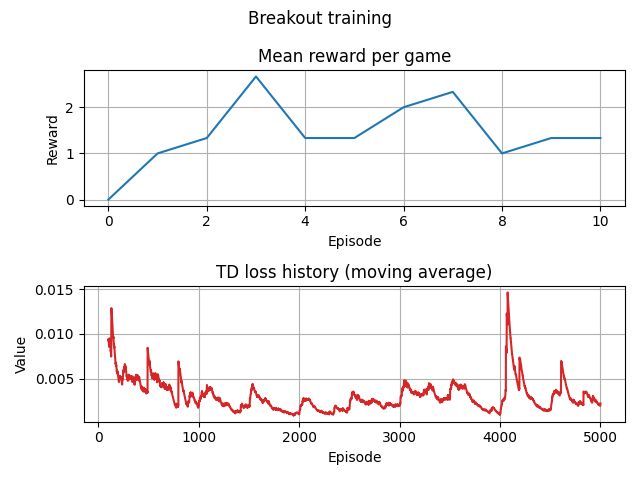 Breakout training
Mean reward per game
2
1
0
Reward
0 2 4 6 8 10
Episode
TD loss history (moving average)
0.015
0.010
0.005
Value
0 1000 2000 3000 4000 5000
Episode